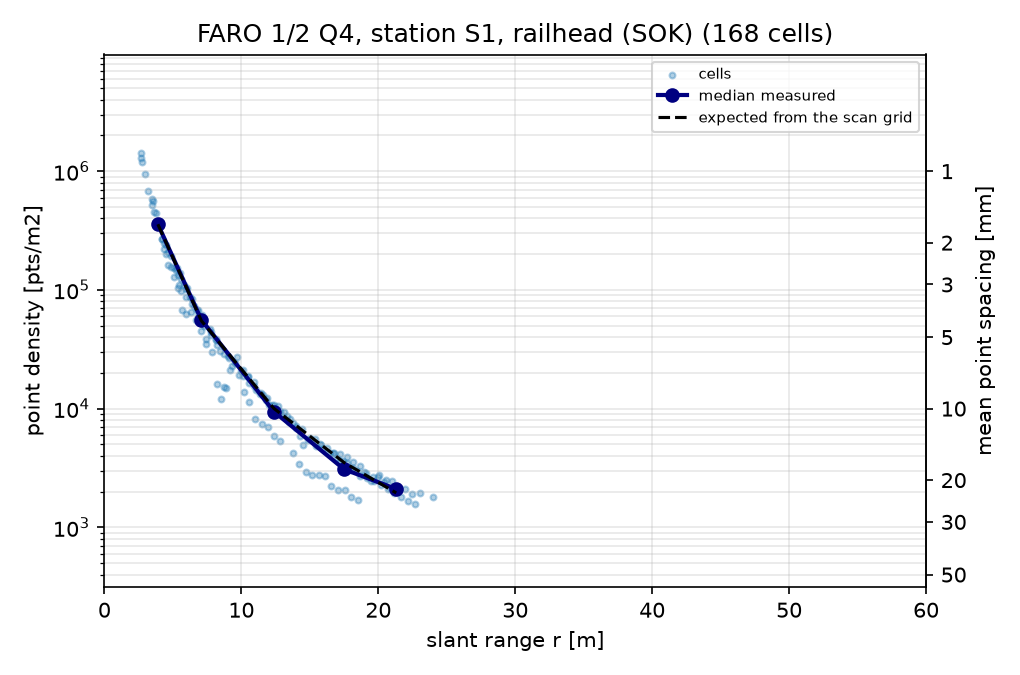 FARO 1/2 Q4, station S1, railhead (SOK) (168 cells)
cells
median measured
expected from the scan grid
point density [pts/m2]
10^6
10^5
10^4
10^3
1
2
3
5
10
20
30
50
mean point spacing [mm]
0 10 20 30 40 50 60
slant range r [m]